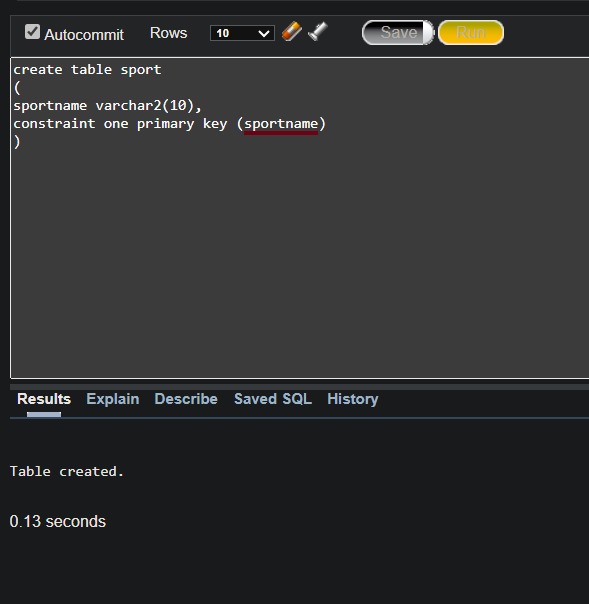 Autocommit Rows 10 Save Run
create table sport
(
sportname varchar2(10),
constraint one primary key (sportname)
)
Results Explain Describe Saved SQL History
Table created.
0.13 seconds